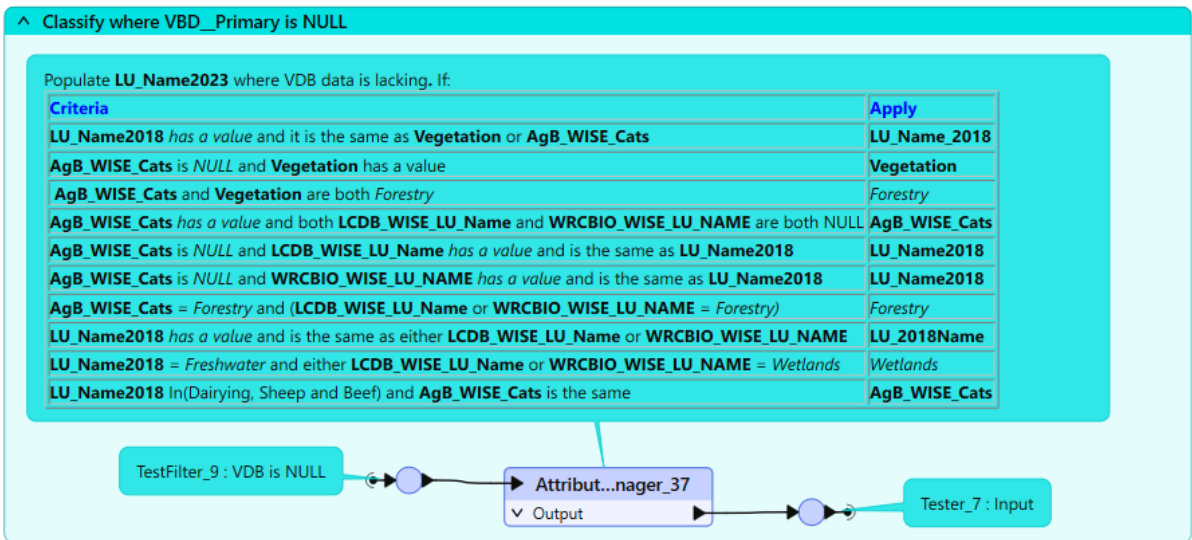 Classify where VBD__Primary is NULL
Populate LU_Name2023 where VDB data is lacking. If:
Criteria Apply
LU_Name2018 has a value and it is the same as Vegetation or AgB_WISE_Cats LU_Name_2018
AgB_WISE_Cats is NULL and Vegetation has a value Vegetation
AgB_WISE_Cats and Vegetation are both Forestry Forestry
AgB_WISE_Cats has a value and both LCDB_WISE_LU_Name and WRCBIO_WISE_LU_NAME are both NULL AgB_WISE_Cats
AgB_WISE_Cats is NULL and LCDB_WISE_LU_Name has a value and is the same as LU_Name2018 LU_Name2018
AgB_WISE_Cats is NULL and WRCBIO_WISE_LU_NAME has a value and is the same as LU_Name2018 LU_Name2018
AgB_WISE_Cats = Forestry and (LCDB_WISE_LU_Name or WRCBIO_WISE_LU_NAME = Forestry) Forestry
LU_Name2018 has a value and is the same as either LCDB_WISE_LU_Name or WRCBIO_WISE_LU_NAME LU_2018Name
LU_Name2018 = Freshwater and either LCDB_WISE_LU_Name or WRCBIO_WISE_LU_NAME = Wetlands Wetlands
LU_Name2018 In(Dairying, Sheep and Beef) and AgB_WISE_Cats is the same AgB_WISE_Cats
TestFilter_9 : VDB is NULL
Attribut...nager_37
Output
Tester_7 : Input